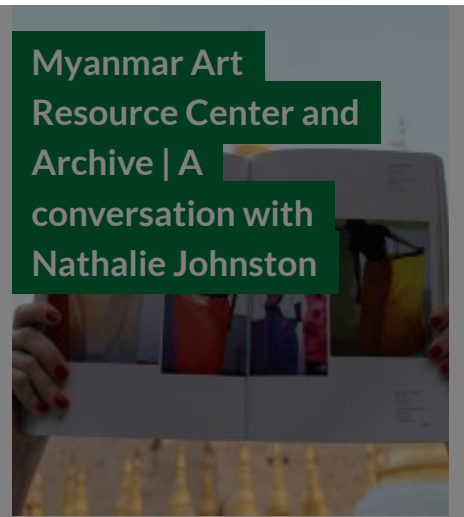 Myanmar Art
Resource Center and
Archive | A
conversation with
Nathalie Johnston